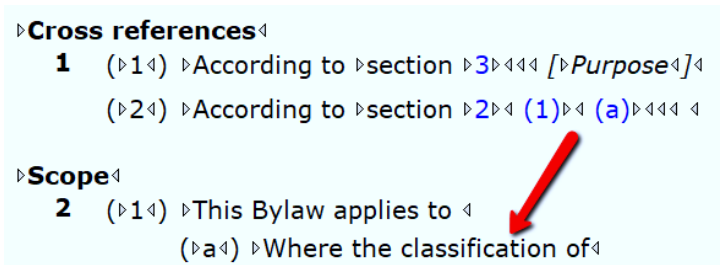 Cross references
1 (1) According to section 3 [Purpose]
(2) According to section 2 (1) (a)
Scope
2 (1) This Bylaw applies to
(a) Where the classification of